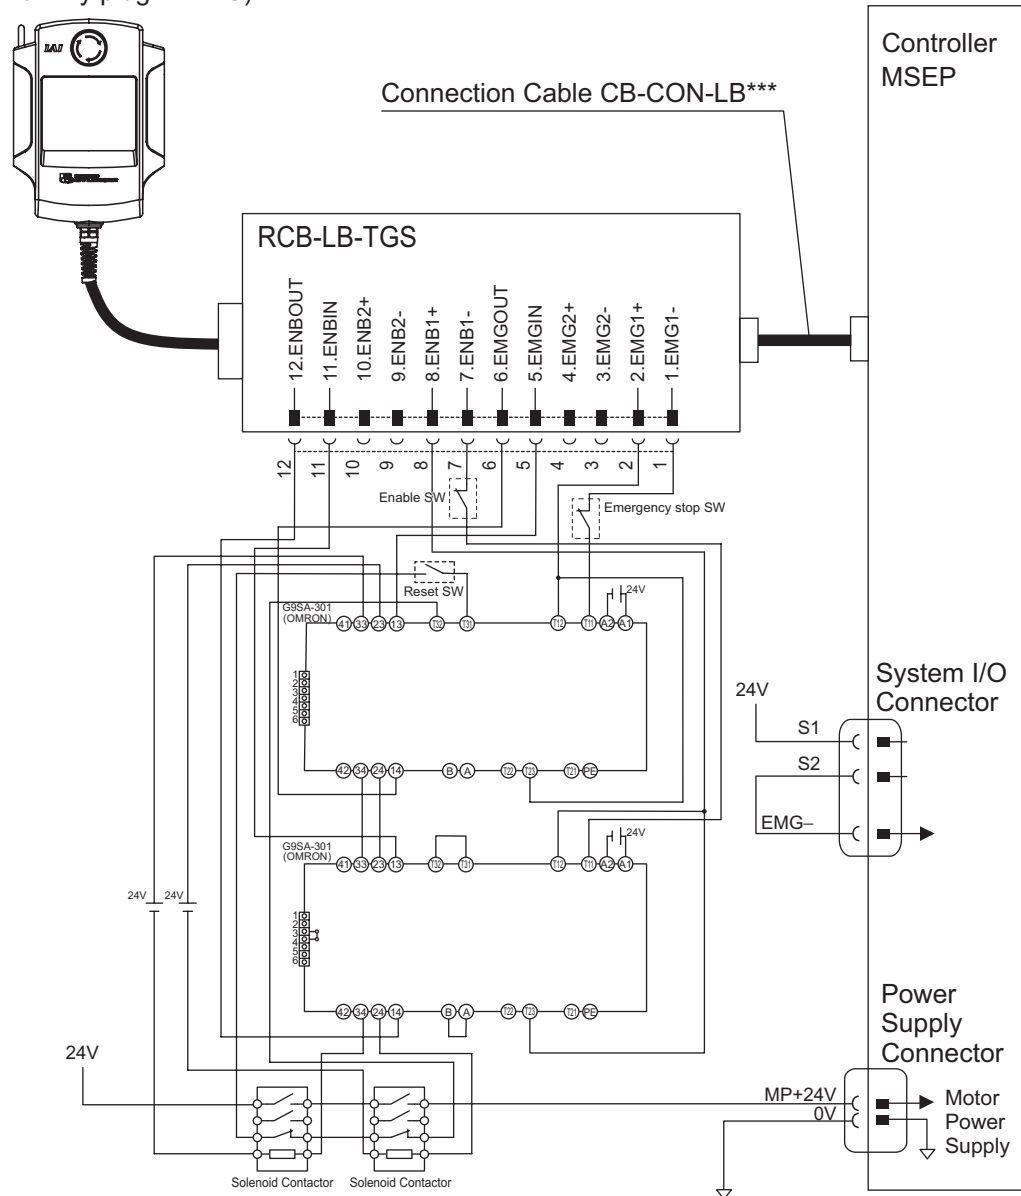 IAI
Controller
MSEP
Connection Cable CB-CON-LB***
RCB-LB-TGS
12.ENBOUT
11.ENBIN
10.ENB2+
9.ENB2-
8.ENB1+
7.ENB1-
6.EMGOUT
5.EMGIN
4.EMG2+
3.EMG2-
2.EMG1+
1.EMG1-
12 11 10 9 8 7 6 5 4 3 2 1
Enable SW
Emergency stop SW
Reset SW
24V
G9SA-301
(OMRON)
41 33 23 13 T32 T31 T12 T11 A2 A1
1
2
3
4
5
6
42 34 24 14 B A T22 T23 T21 PE
System I/O
Connector
24V
S1
S2
EMG–
24V
G9SA-301
(OMRON)
41 33 23 13 T32 T31 T12 T11 A2 A1
24V 24V
1
2
3
4
5
6
42 34 24 14 B A T22 T23 T21 PE
Power
Supply
Connector
24V
MP+24V
0V
Motor
Power
Supply
Solenoid Contactor
Solenoid Contactor